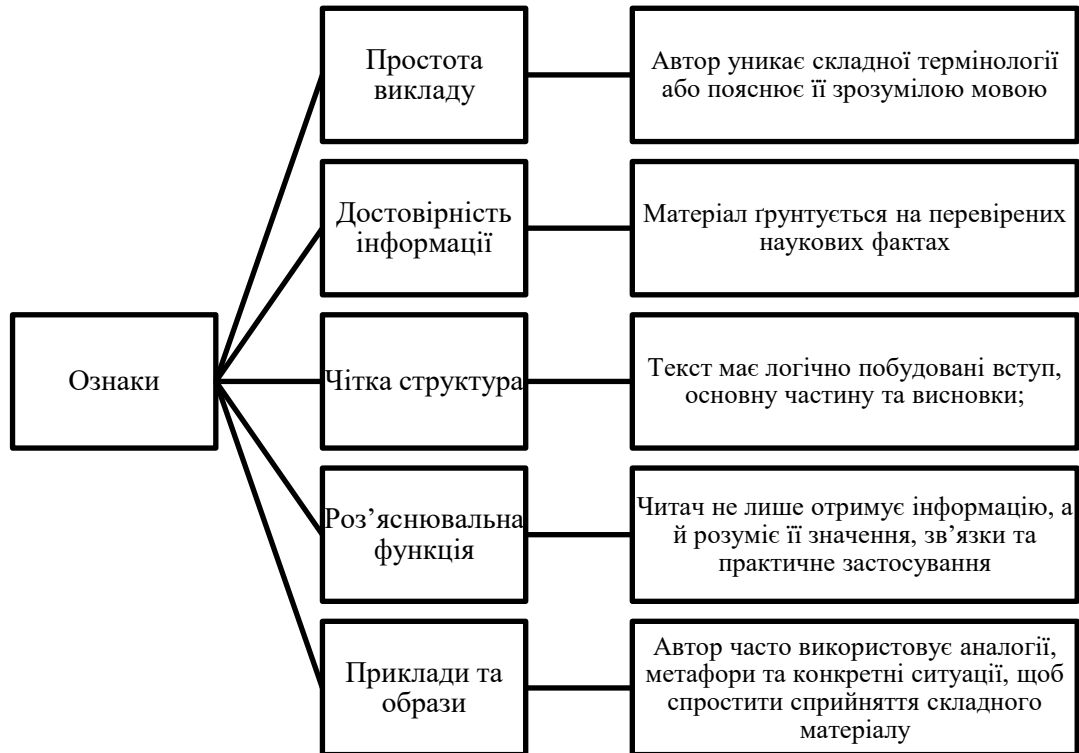 Простота
викладу
Автор уникає складної термінології
або пояснює її зрозумілою мовою
Достовірність
інформації
Матеріал ґрунтується на перевірених
наукових фактах
Ознаки
Чітка структура
Текст має логічно побудовані вступ,
основну частину та висновки;
Роз’яснювальна
функція
Читач не лише отримує інформацію, а
й розуміє її значення, зв’язки та
практичне застосування
Приклади та
образи
Автор часто використовує аналогії,
метафори та конкретні ситуації, щоб
спростити сприйняття складного
матеріалу